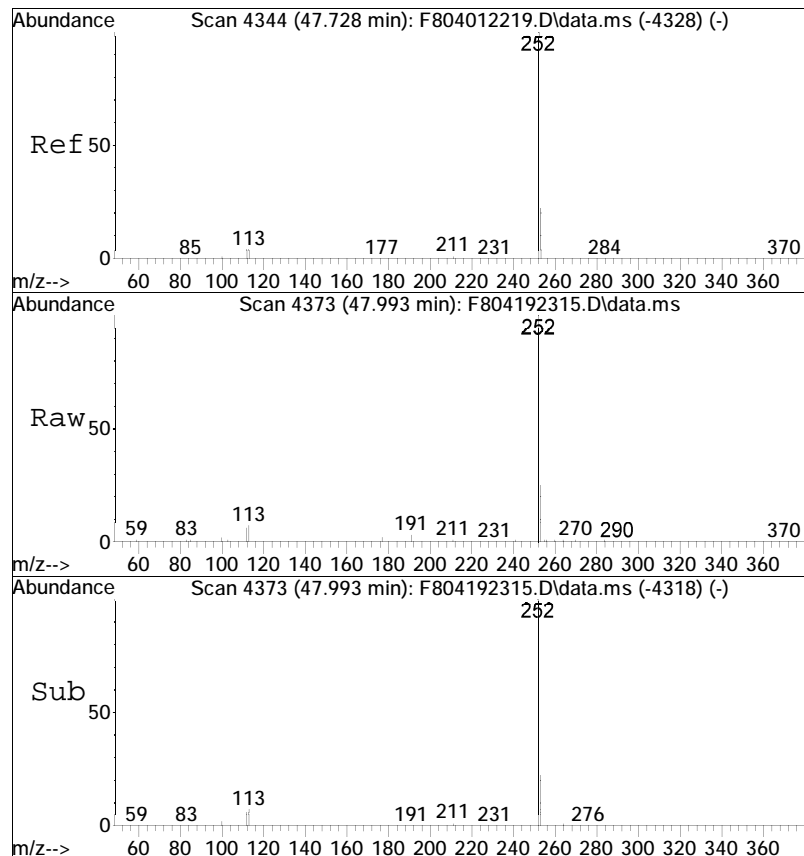 Abundance Scan 4344 (47.728 min): F804012219.D\data.ms (-4328) (-)
252
Ref 50
85 113 177 211 231 284 370
0
m/z--> 60 80 100 120 140 160 180 200 220 240 260 280 300 320 340 360
Abundance Scan 4373 (47.993 min): F804192315.D\data.ms
252
Raw 50
59 83 113 191 211 231 270 290 370
0
m/z--> 60 80 100 120 140 160 180 200 220 240 260 280 300 320 340 360
Abundance Scan 4373 (47.993 min): F804192315.D\data.ms (-4318) (-)
252
Sub 50
59 83 113 191 211 231 276
0
m/z--> 60 80 100 120 140 160 180 200 220 240 260 280 300 320 340 360